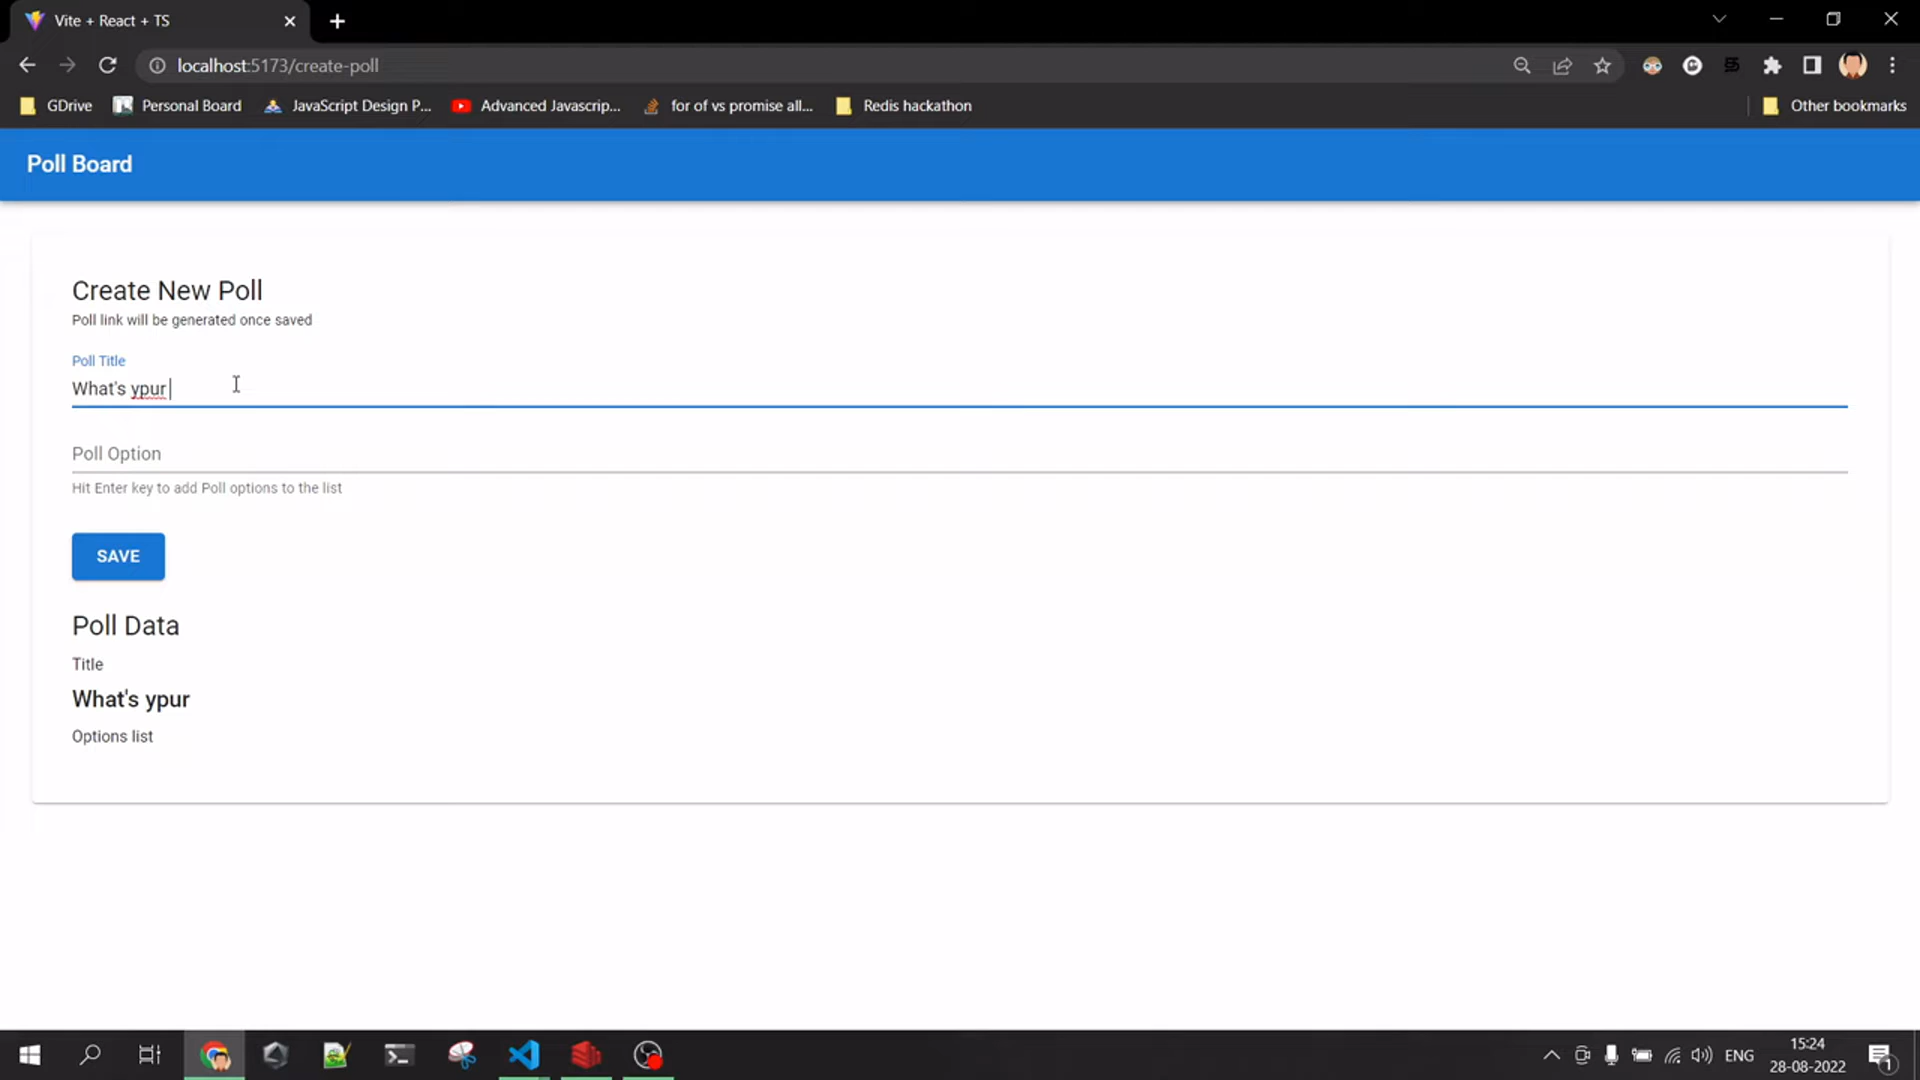 Vite + React + TS
localhost:5173/create-poll
GDrive
Personal Board
JavaScript Design P...
Advanced Javascrip...
for of vs promise all...
Redis hackathon
Other bookmarks
Poll Board
Create New Poll
Poll link will be generated once saved
Poll Title
What's ypur
Poll Option
Hit Enter key to add Poll options to the list
SAVE
Poll Data
Title
What's ypur
Options list
ENG
15:24
28-08-2022
1